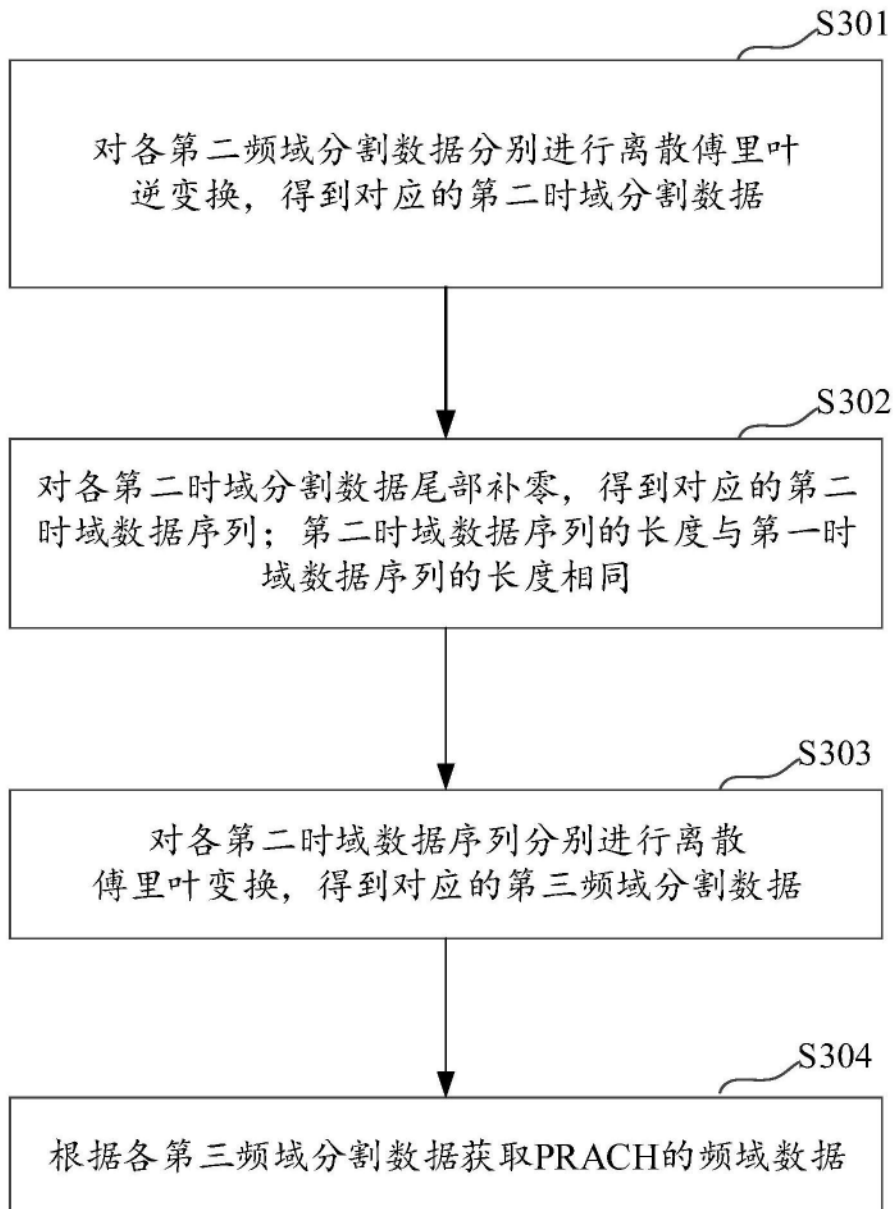 S301
对各第二频域分割数据分别进行离散傅里叶
逆变换，得到对应的第二时域分割数据
S302
对各第二时域分割数据尾部补零，得到对应的第二
时域数据序列；第二时域数据序列的长度与第一时
域数据序列的长度相同
S303
对各第二时域数据序列分别进行离散
傅里叶变换，得到对应的第三频域分割数据
S304
根据各第三频域分割数据获取PRACH的频域数据